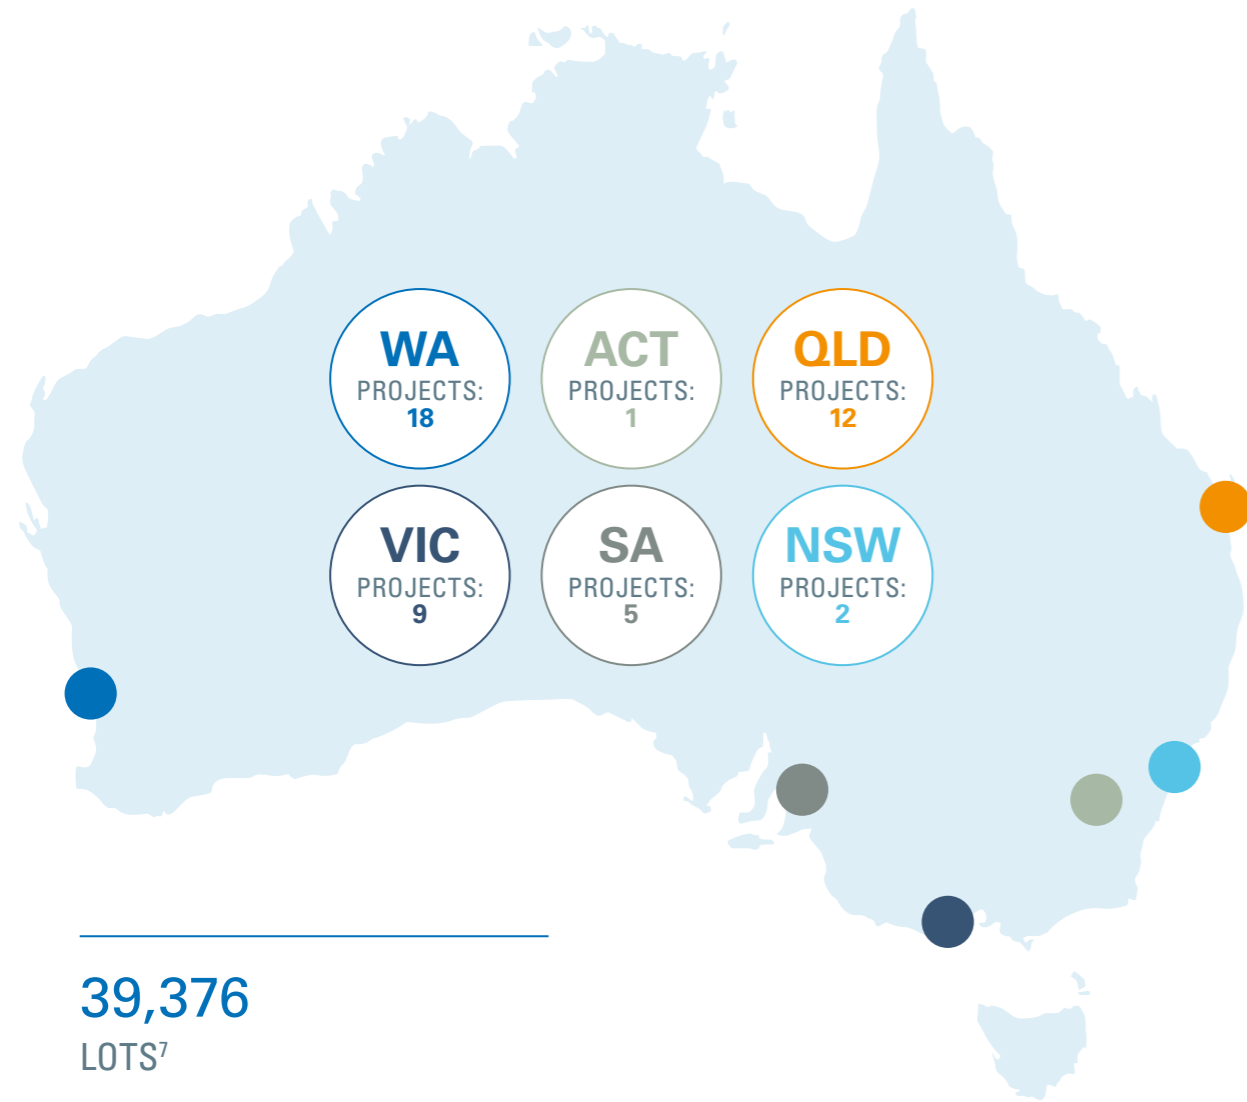 WA
PROJECTS:
18
ACT
PROJECTS:
1
QLD
PROJECTS:
12
VIC
PROJECTS:
9
SA
PROJECTS:
5
NSW
PROJECTS:
2
39,376
LOTS⁷